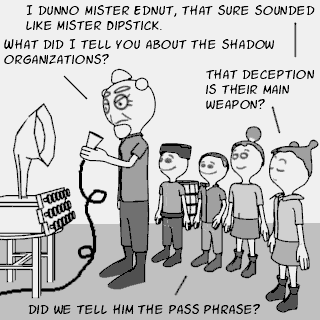 I DUNNO MISTER EDNUT, THAT SURE SOUNDED
LIKE MISTER DIPSTICK.
WHAT DID I TELL YOU ABOUT THE SHADOW
ORGANIZATIONS?
THAT DECEPTION
IS THEIR MAIN
WEAPON?
DID WE TELL HIM THE PASS PHRASE?